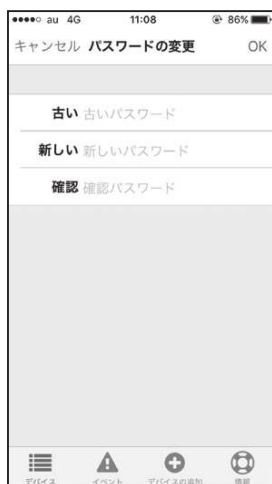 au 4G 11:08 86%
キャンセル パスワードの変更 OK
古い 古いパスワード
新しい 新しいパスワード
確認 確認パスワード
デバイス イベント デバイスの追加 情報